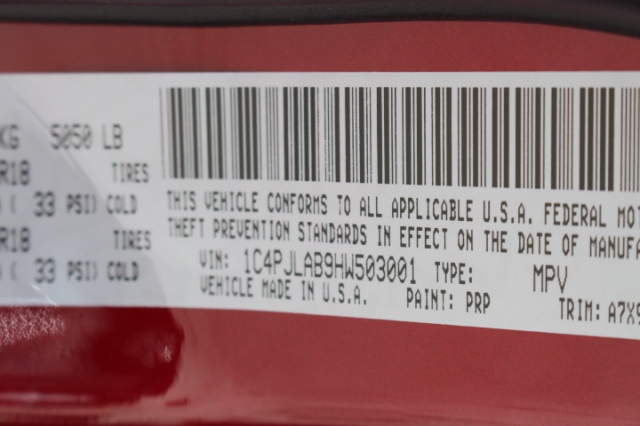 KG 5050 LB
R18 TIRES
( 33 PSI) COLD
R18 TIRES
( 33 PSI) COLD
THIS VEHICLE CONFORMS TO ALL APPLICABLE U.S.A. FEDERAL MOT
THEFT PREVENTION STANDARDS IN EFFECT ON THE DATE OF MANUFA
VIN: 1C4PJLAB9HW503001 TYPE: MPV
VEHICLE MADE IN U.S.A. PAINT: PRP TRIM: A7X9